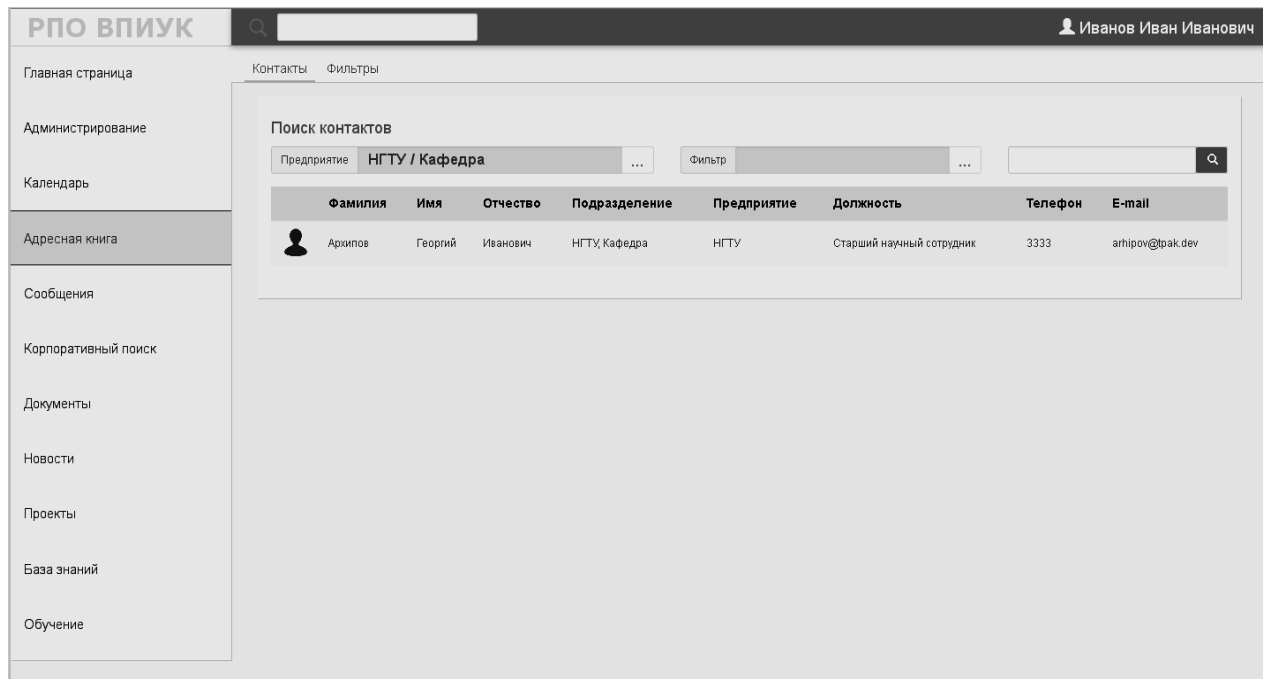 РПО ВПИУК
Иванов Иван Иванович
Главная страница
Контакты Фильтры
Администрирование
Поиск контактов
Предприятие НГТУ / Кафедра ... Фильтр ...
Календарь
Фамилия Имя Отчество Подразделение Предприятие Должность Телефон E-mail
Адресная книга
Архипов Георгий Иванович НГТУ, Кафедра НГТУ Старший научный сотрудник 3333 arhipov@tpak.dev
Сообщения
Корпоративный поиск
Документы
Новости
Проекты
База знаний
Обучение